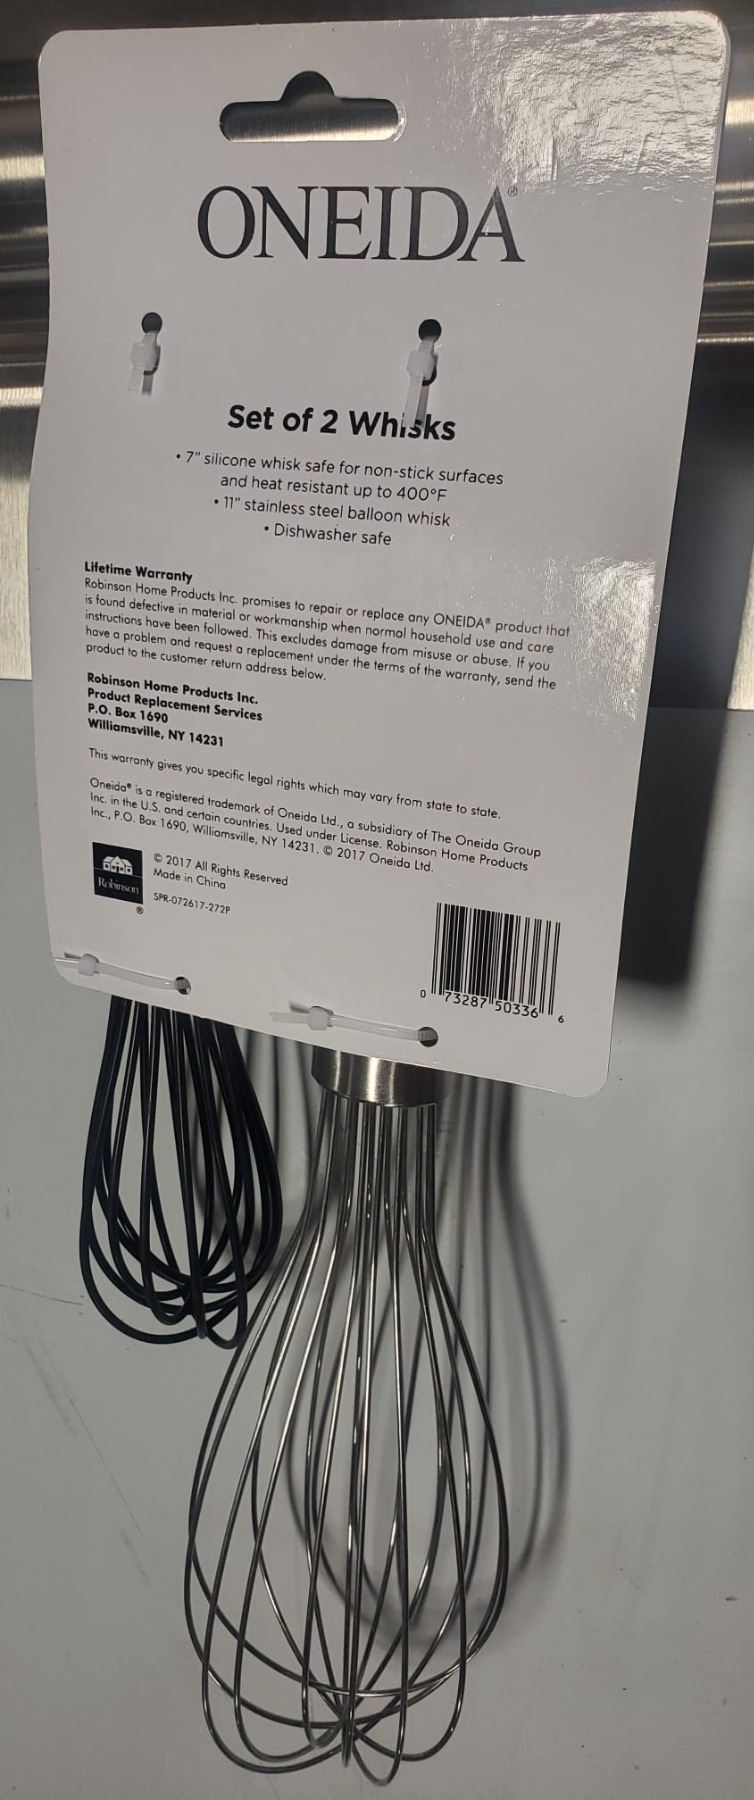 ONEIDA®
Set of 2 Whisks
• 7" silicone whisk safe for non-stick surfaces
and heat resistant up to 400°F
• 11" stainless steel balloon whisk
• Dishwasher safe
Lifetime Warranty
Robinson Home Products Inc. promises to repair or replace any ONEIDA® product that
is found defective in material or workmanship when normal household use and care
instructions have been followed. This excludes damage from misuse or abuse. If you
have a problem and request a replacement under the terms of the warranty, send the
product to the customer return address below.
Robinson Home Products Inc.
Product Replacement Services
P.O. Box 1690
Williamsville, NY 14231
This warranty gives you specific legal rights which may vary from state to state.
Oneida® is a registered trademark of Oneida Ltd., a subsidiary of The Oneida Group
Inc. in the U.S. and certain countries. Used under License. Robinson Home Products
Inc., P.O. Box 1690, Williamsville, NY 14231. © 2017 Oneida Ltd.
Robinson
®
© 2017 All Rights Reserved
Made in China
SPR-072617-272P
0 73287 50336 6